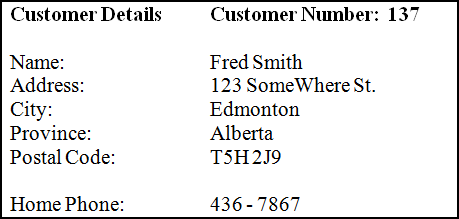 Customer Details Customer Number: 137
Name: Fred Smith
Address: 123 SomeWhere St.
City: Edmonton
Province: Alberta
Postal Code: T5H 2J9
Home Phone: 436 - 7867